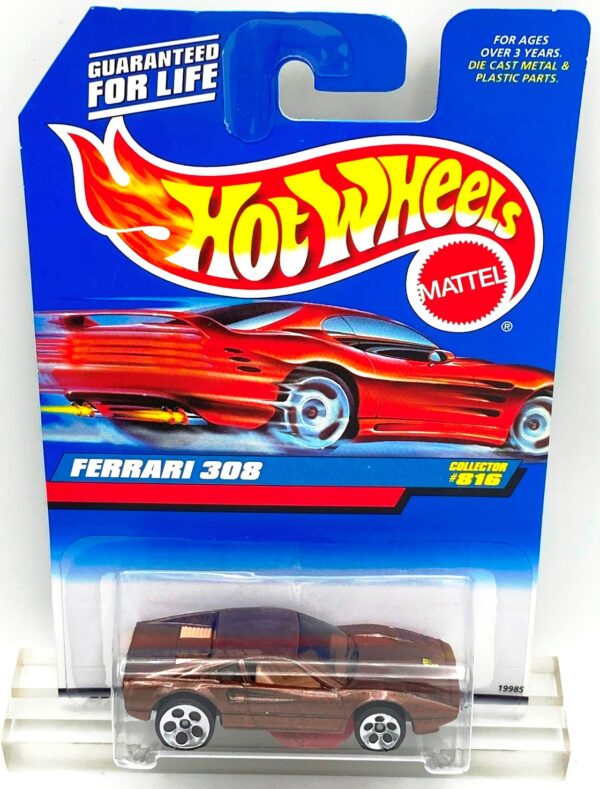 GUARANTEED
FOR LIFE
FOR AGES
OVER 3 YEARS.
DIE CAST METAL &
PLASTIC PARTS.
HOT WHEELS
MATTEL
®
FERRARI 308
COLLECTOR
#816
19985